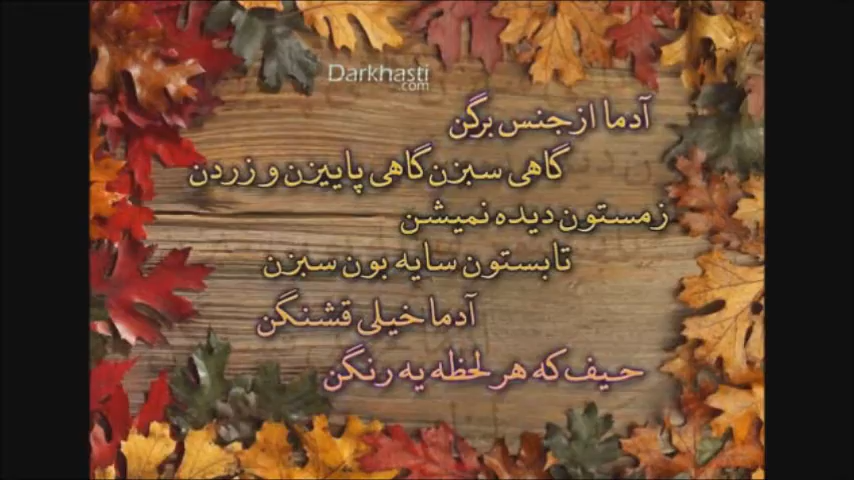 Darkhasti
.com
آدما از جنس برگن
گاهی سبزن گاهی پاییزن و زردن
زمستون دیده نمیشن
تابستون سایه بون سبزن
آدما خیلی قشنگن
حیف که هر لحظه یه رنگن